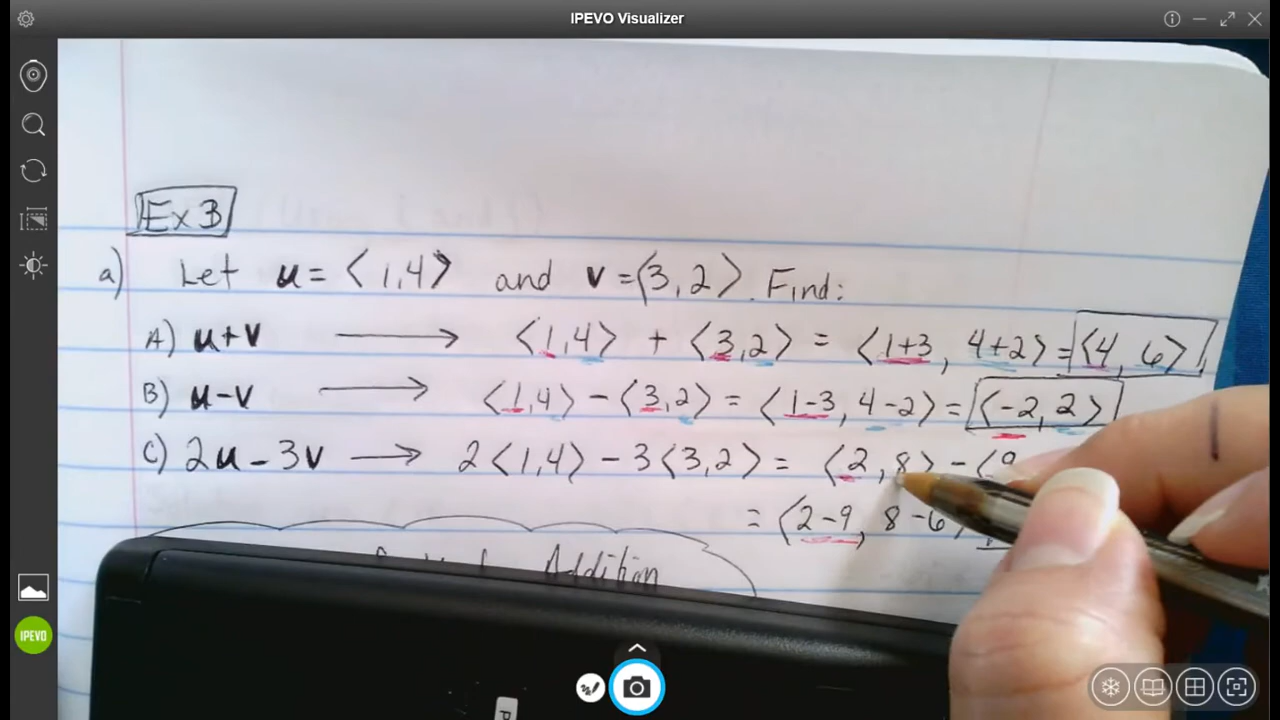 IPEVO Visualizer
Ex 3
a) Let u = ⟨1,4⟩ and v = ⟨3,2⟩. Find:
A) u+v ⟶ ⟨1,4⟩ + ⟨3,2⟩ = ⟨1+3, 4+2⟩ = ⟨4, 6⟩
B) u-v ⟶ ⟨1,4⟩ - ⟨3,2⟩ = ⟨1-3, 4-2⟩ = ⟨-2, 2⟩
C) 2u - 3v ⟶ 2⟨1,4⟩ - 3⟨3,2⟩ = ⟨2,8⟩ - ⟨9
= ⟨2-9, 8-6⟩
Addition
IPEVO